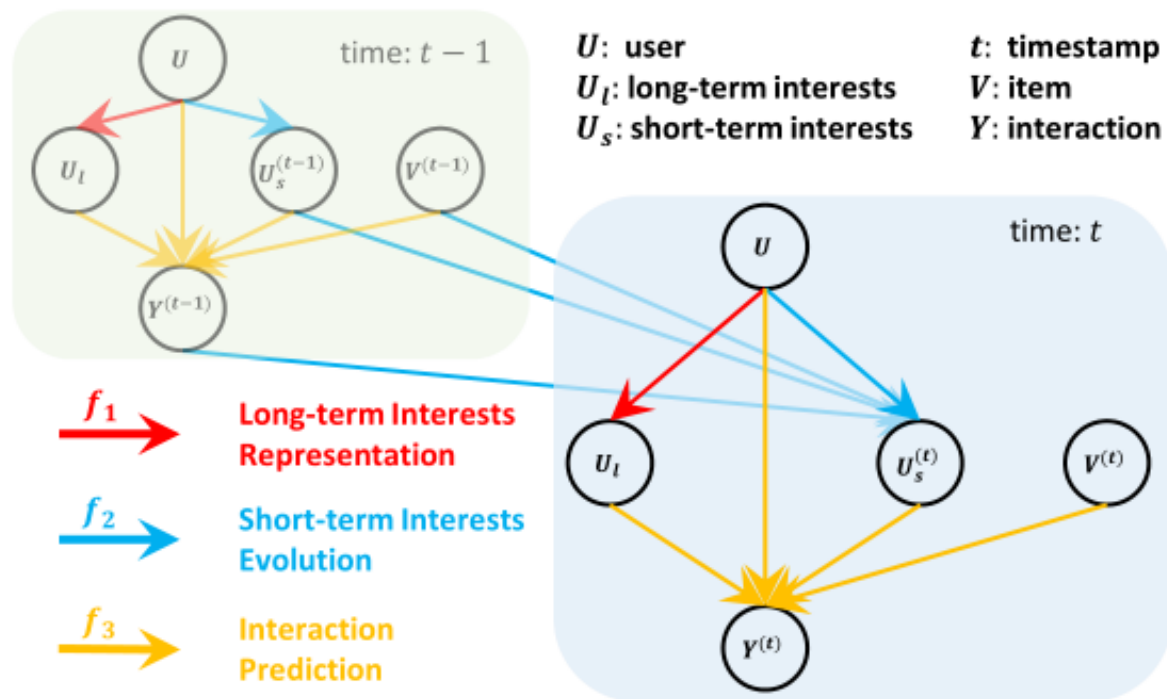 time: t − 1
U
U_l
U_s^{(t−1)}
V^{(t−1)}
Y^{(t−1)}
U: user
t: timestamp
U_l: long-term interests
V: item
U_s: short-term interests
Y: interaction
time: t
U
U_l
U_s^{(t)}
V^{(t)}
Y^{(t)}
f_1
Long-term Interests
Representation
f_2
Short-term Interests
Evolution
f_3
Interaction
Prediction